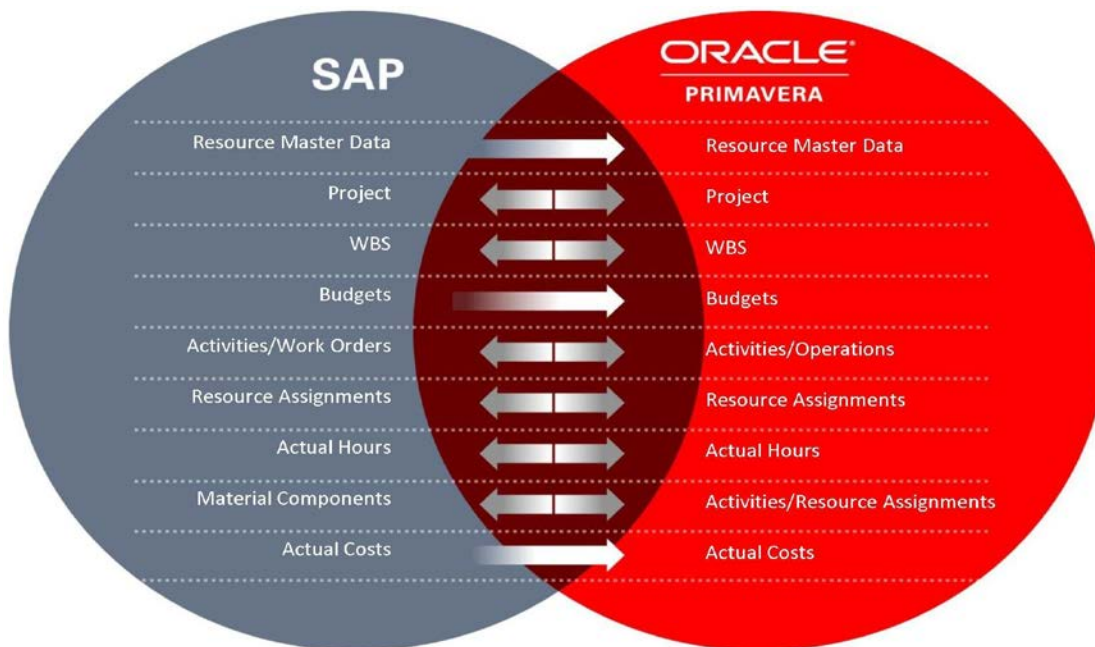 SAP
ORACLE®
PRIMAVERA
Resource Master Data
Resource Master Data
Project
Project
WBS
WBS
Budgets
Budgets
Activities/Work Orders
Activities/Operations
Resource Assignments
Resource Assignments
Actual Hours
Actual Hours
Material Components
Activities/Resource Assignments
Actual Costs
Actual Costs